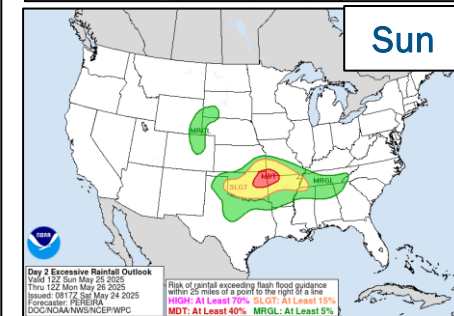 Sun
MRGL
MDT
SLGT
MRGL
NOAA
Day 2 Excessive Rainfall Outlook
Valid 12Z Sun May 25 2025
Thru 12Z Mon May 26 2025
Issued: 0817Z Sat May 24 2025
Forecaster: PEREIRA
DOC/NOAA/NWS/NCEP/WPC
Risk of rainfall exceeding flash flood guidance
within 25 miles of a point to the right of a line
HIGH: At Least 70% SLGT: At Least 15%
MDT: At Least 40% MRGL: At Least 5%